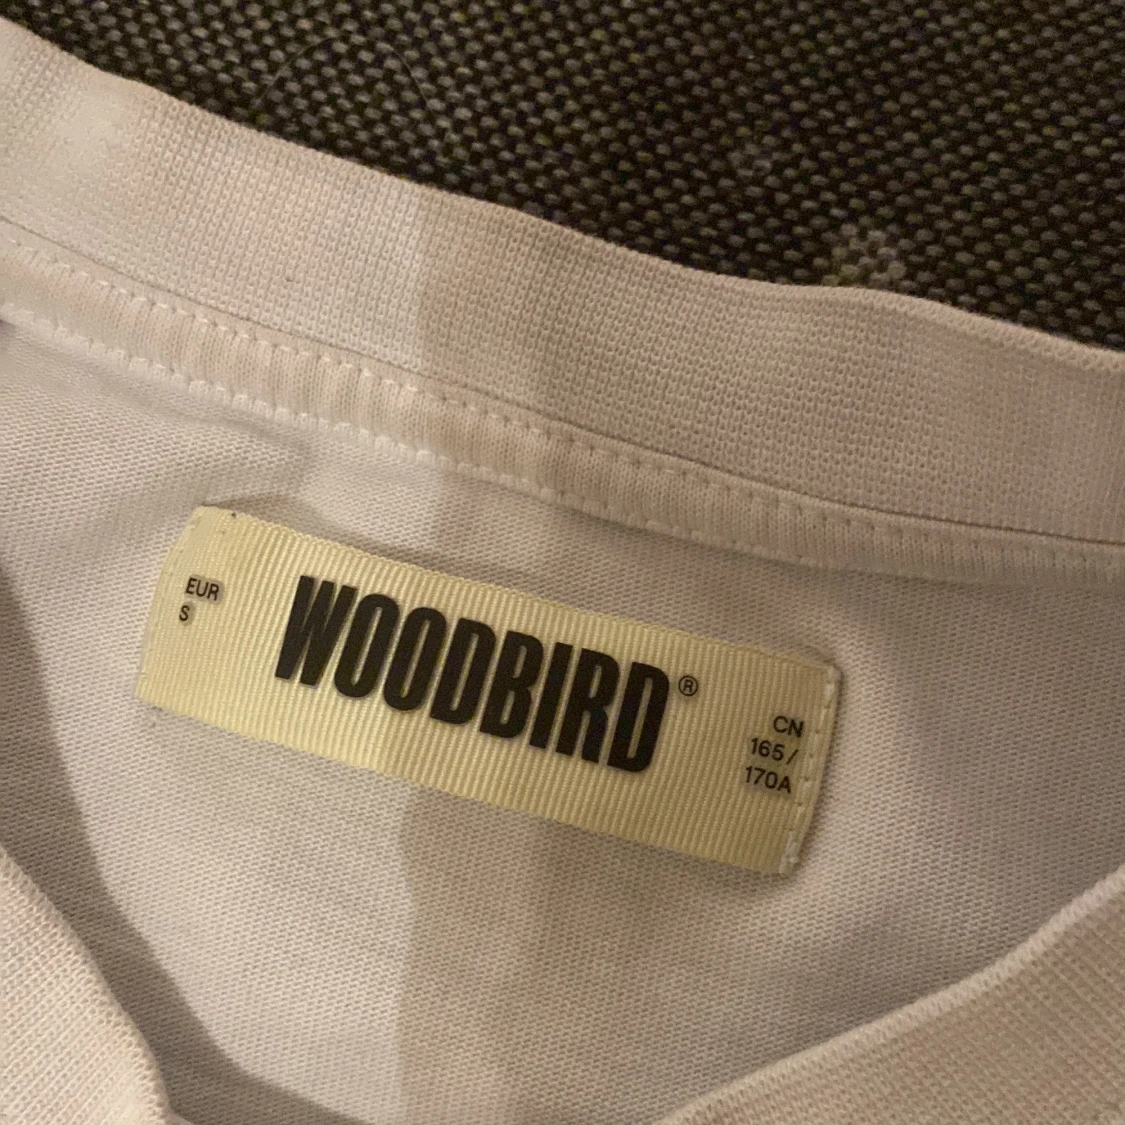 EUR
S
WOODBIRD®
CN
165/
170A